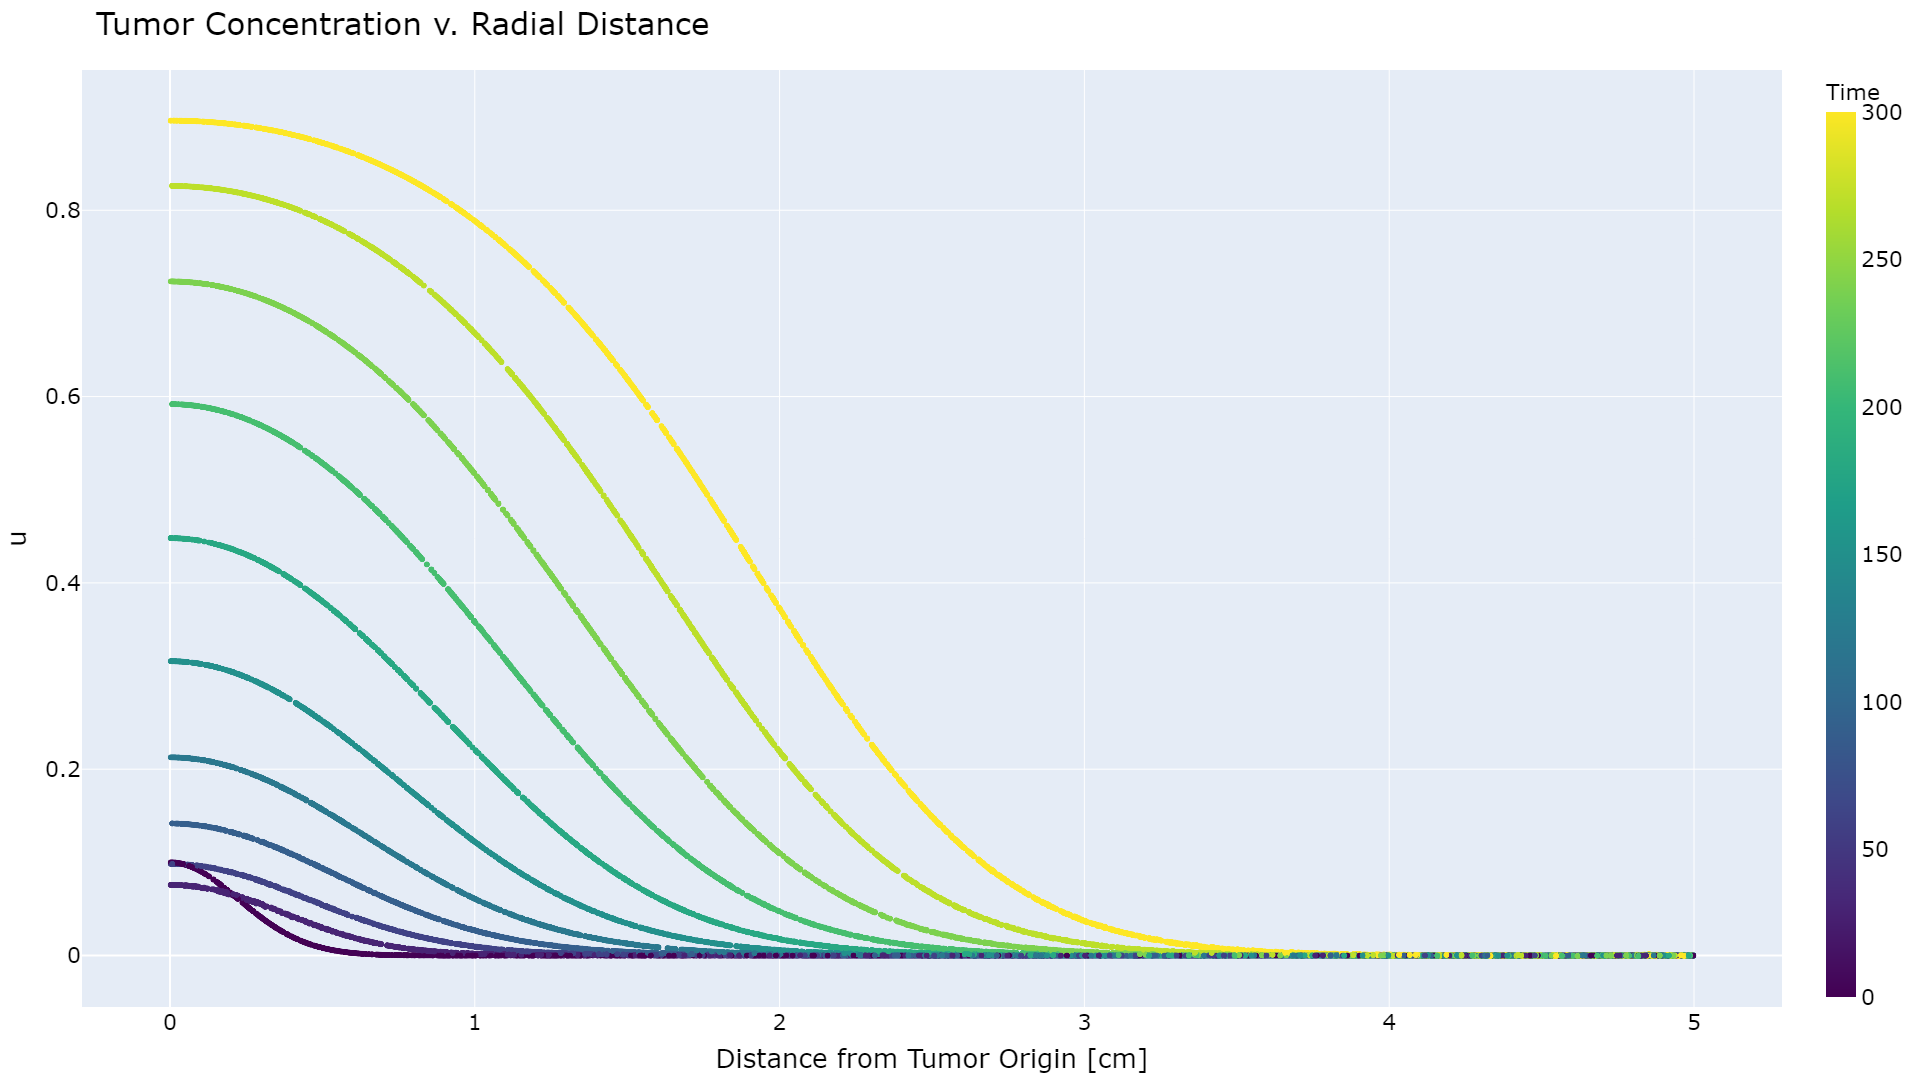 Tumor Concentration v. Radial Distance
Time
300
250
200
150
100
50
0
u
0.8
0.6
0.4
0.2
0
0 1 2 3 4 5
Distance from Tumor Origin [cm]